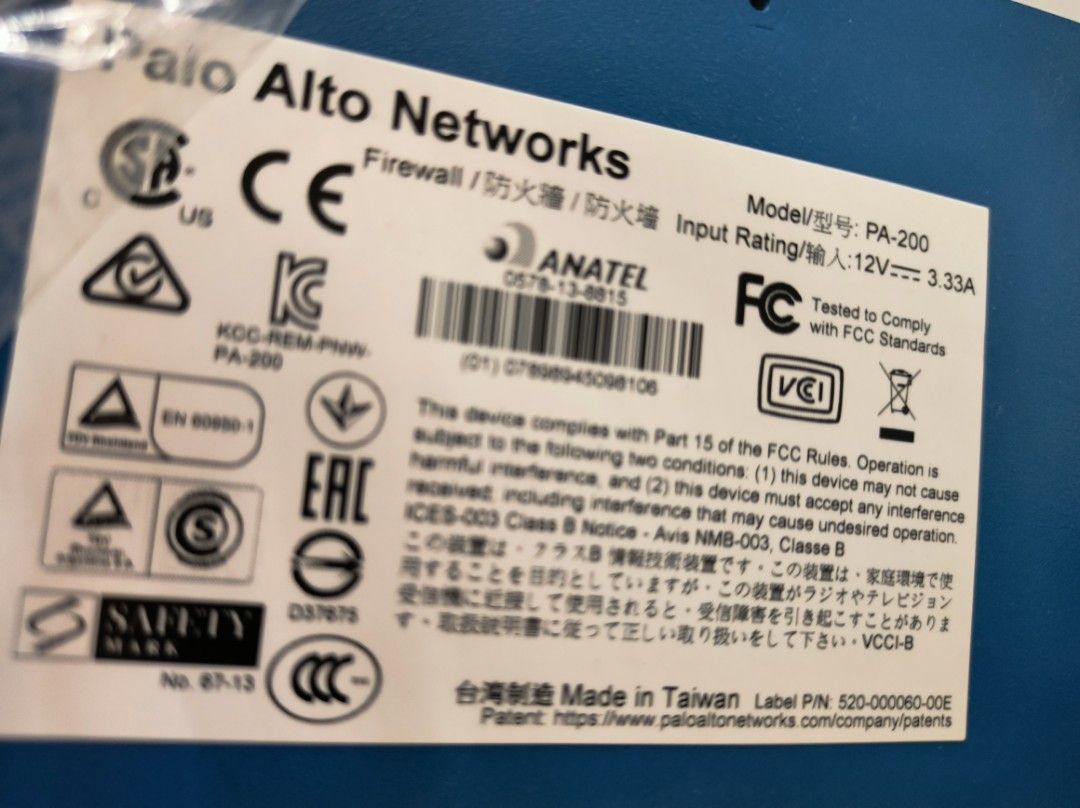 Palo Alto Networks
Firewall / 防火牆 / 防火墙
Model/型号: PA-200
Input Rating/输入:12V 3.33A
C US
CE
ANATEL
0578-13-8815
(01) 07898945098106
FC Tested to Comply
with FCC Standards
KC
KCC-REM-PNW-
PA-200
VCI
EN 60950-1
EAC
D37675
S
SAFETY
MARK
No. 67-13
CCC
This device complies with Part 15 of the FCC Rules. Operation is
subject to the following two conditions: (1) this device may not cause
harmful interference, and (2) this device must accept any interference
received, including interference that may cause undesired operation.
ICES-003 Class B Notice - Avis NMB-003, Classe B
この装置は、クラスB 情報技術装置です。この装置は、家庭環境で使
用することを目的としていますが、この装置がラジオやテレビジョン
受信機に近接して使用されると、受信障害を引き起こすことがありま
す。取扱説明書に従って正しい取り扱いをして下さい。VCCI-B
台灣制造 Made in Taiwan Label P/N: 520-000060-00E
Patent: https://www.paloaltonetworks.com/company/patents